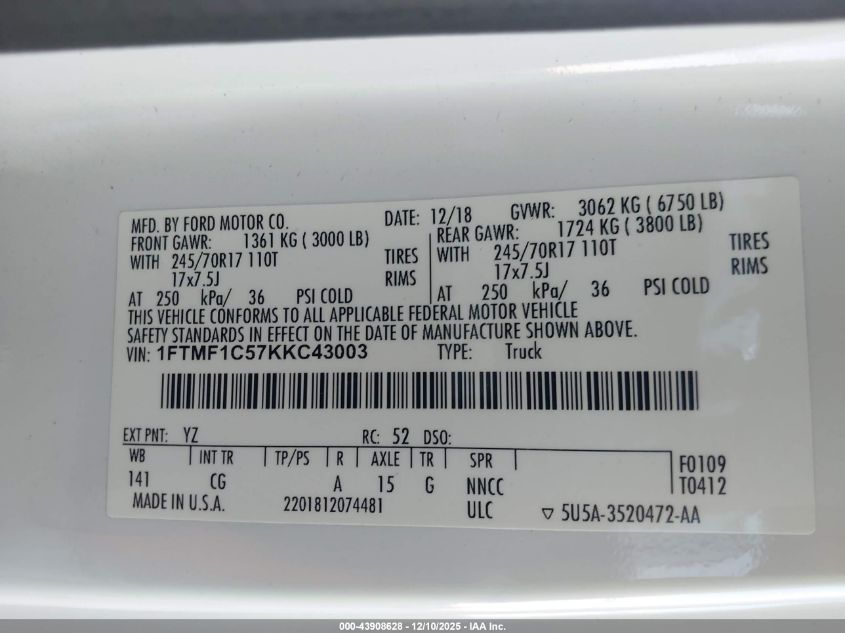 MFD. BY FORD MOTOR CO. DATE: 12/18 GVWR: 3062 KG ( 6750 LB)
FRONT GAWR: 1361 KG ( 3000 LB) REAR GAWR: 1724 KG ( 3800 LB)
WITH 245/70R17 110T TIRES WITH 245/70R17 110T TIRES
17x7.5J RIMS 17x7.5J RIMS
AT 250 kPa/ 36 PSI COLD AT 250 kPa/ 36 PSI COLD
THIS VEHICLE CONFORMS TO ALL APPLICABLE FEDERAL MOTOR VEHICLE
SAFETY STANDARDS IN EFFECT ON THE DATE OF MANUFACTURE SHOWN ABOVE.
VIN: 1FTMF1C57KKC43003 TYPE: Truck
EXT PNT: YZ RC: 52 DSO:
WB INT TR TP/PS R AXLE TR SPR F0109
141 CG A 15 G NNCC T0412
MADE IN U.S.A. 2201812074481 ULC ▽ 5U5A-3520472-AA
000-43908628 - 12/10/2025 - IAA Inc.